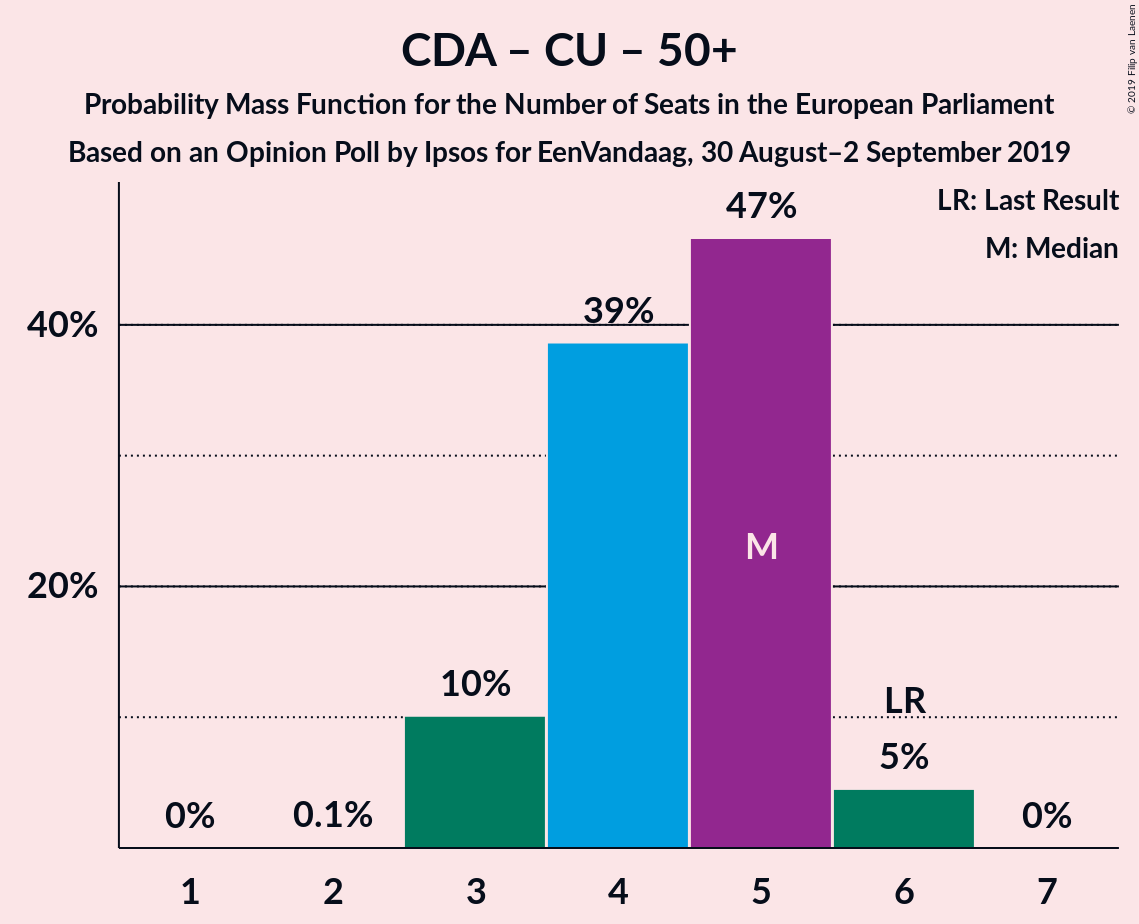 CDA – CU – 50+
Probability Mass Function for the Number of Seats in the European Parliament
Based on an Opinion Poll by Ipsos for EenVandaag, 30 August–2 September 2019
© 2019 Filip van Laenen
LR: Last Result
M: Median
47%
39%
40%
M
20%
10%
LR
5%
0%
0.1%
0%
1
2
3
4
5
6
7